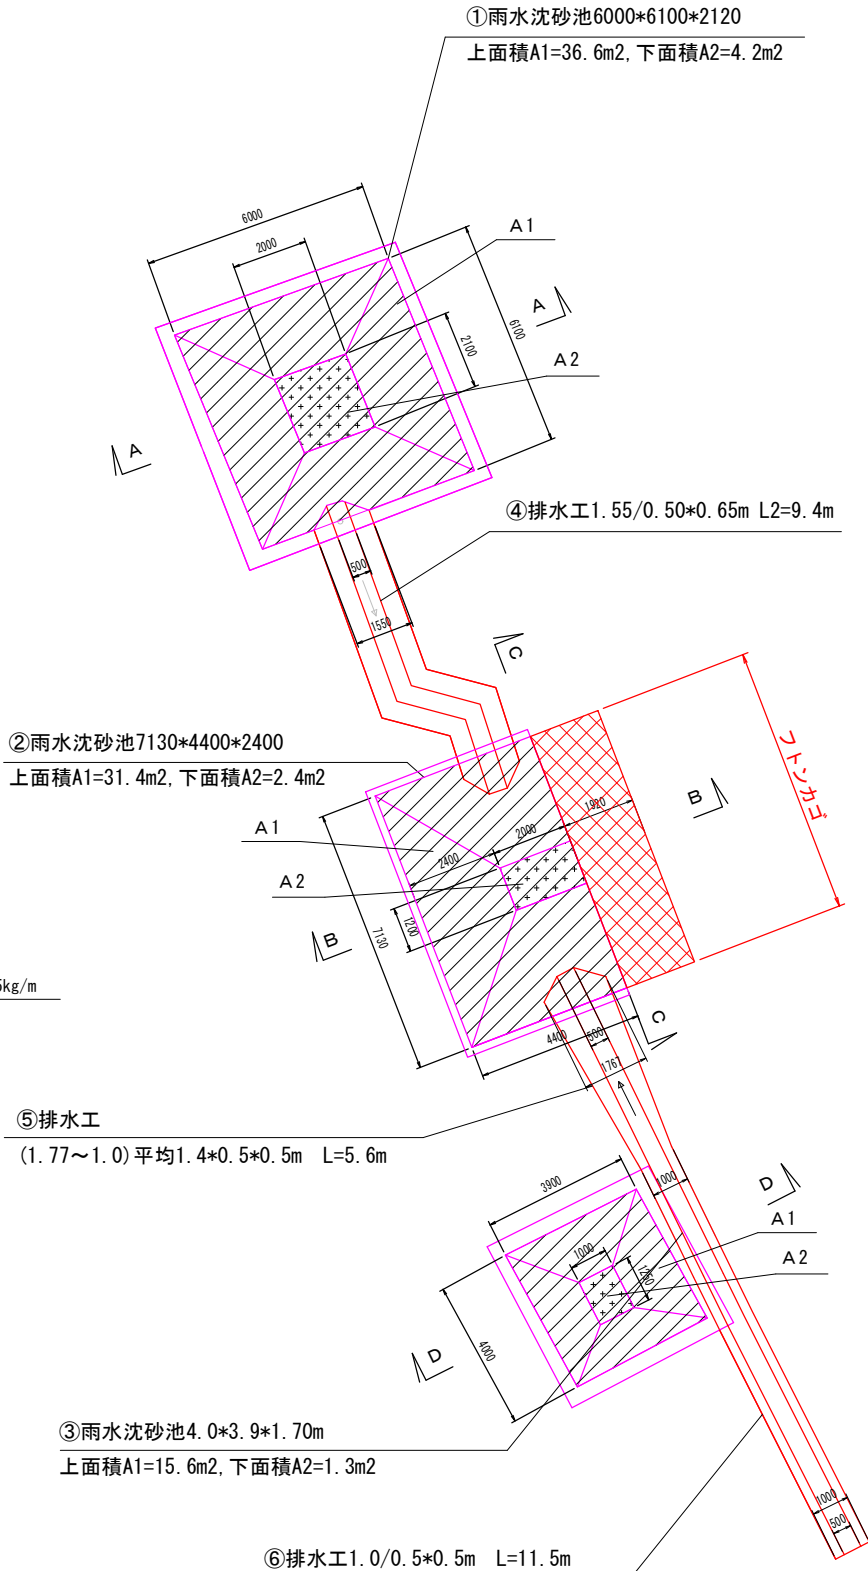 ①雨水沈砂池6000*6100*2120
上面積A1=36.6m2,下面積A2=4.2m2
6000
2000
A1
A
6100
2100
A2
A
④排水工1.55/0.50*0.65m L2=9.4m
500
1550
C
②雨水沈砂池7130*4400*2400
上面積A1=31.4m2,下面積A2=2.4m2
フトンカゴ
B
1920
2000
A1
2400
A2
1200
7130
B
5kg/m
C
4400
500
1767
⑤排水工
(1.77～1.0)平均1.4*0.5*0.5m L=5.6m
3900
1000
D
A1
1000
1250
A2
4000
D
③雨水沈砂池4.0*3.9*1.70m
上面積A1=15.6m2,下面積A2=1.3m2
1000
500
⑥排水工1.0/0.5*0.5m L=11.5m